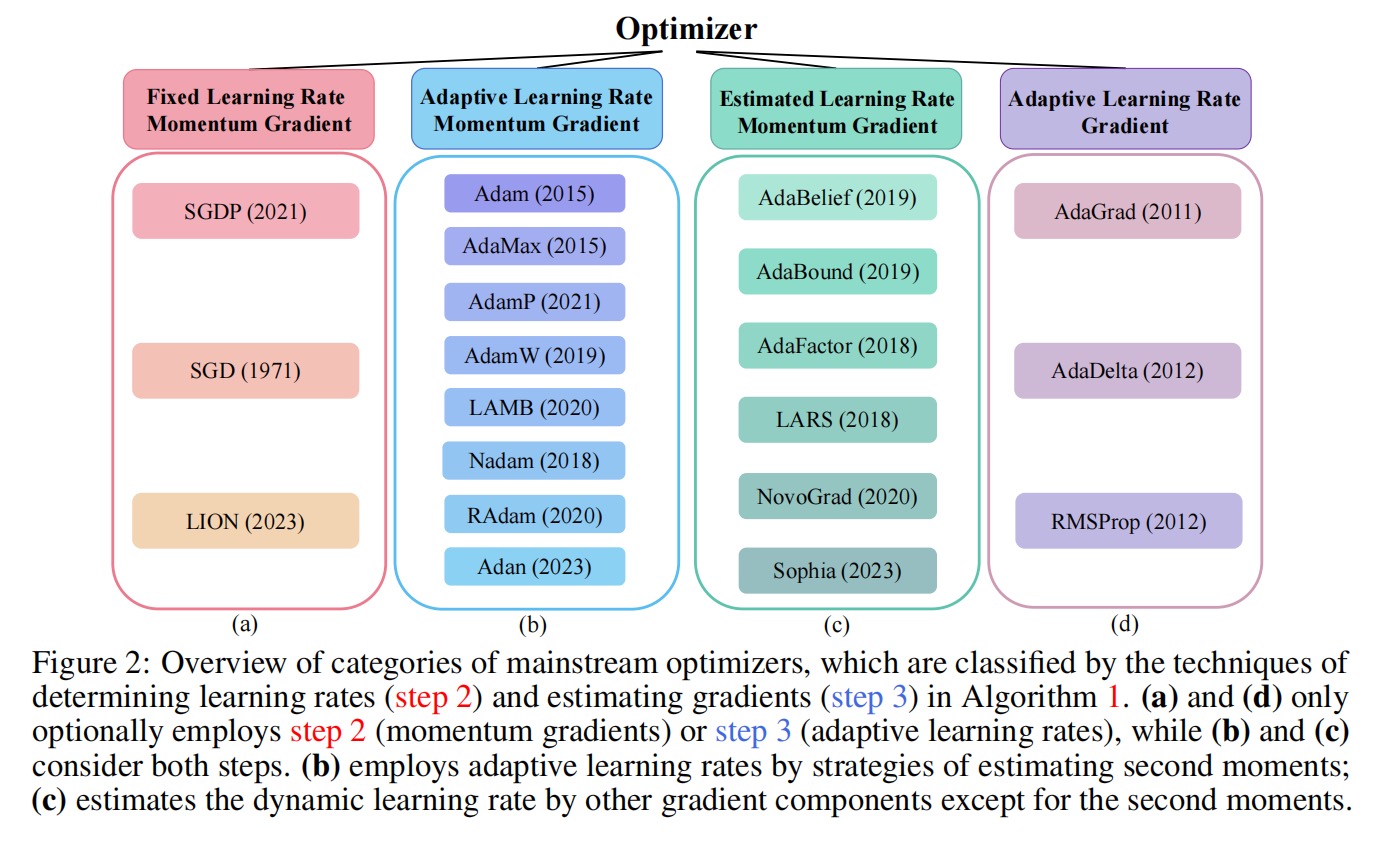 Optimizer
Fixed Learning Rate
Momentum Gradient
SGDP (2021)
SGD (1971)
LION (2023)
(a)
Adaptive Learning Rate
Momentum Gradient
Adam (2015)
AdaMax (2015)
AdamP (2021)
AdamW (2019)
LAMB (2020)
Nadam (2018)
RAdam (2020)
Adan (2023)
(b)
Estimated Learning Rate
Momentum Gradient
AdaBelief (2019)
AdaBound (2019)
AdaFactor (2018)
LARS (2018)
NovoGrad (2020)
Sophia (2023)
(c)
Adaptive Learning Rate
Gradient
AdaGrad (2011)
AdaDelta (2012)
RMSProp (2012)
(d)
Figure 2: Overview of categories of mainstream optimizers, which are classified by the techniques of
determining learning rates (step 2) and estimating gradients (step 3) in Algorithm 1. (a) and (d) only
optionally employs step 2 (momentum gradients) or step 3 (adaptive learning rates), while (b) and (c)
consider both steps. (b) employs adaptive learning rates by strategies of estimating second moments;
(c) estimates the dynamic learning rate by other gradient components except for the second moments.